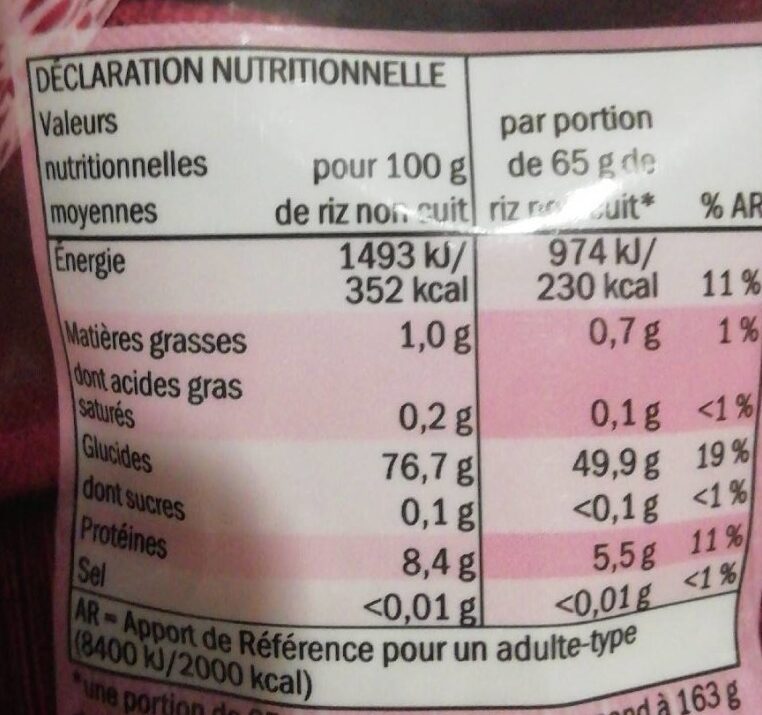 DÉCLARATION NUTRITIONNELLE
Valeurs nutritionnelles moyennes pour 100 g de riz non cuit par portion de 65 g de riz cuit* % AR
Énergie 1493 kJ/ 352 kcal 974 kJ/ 230 kcal 11 %
Matières grasses 1,0 g 0,7 g 1 %
dont acides gras saturés 0,2 g 0,1 g <1 %
Glucides 76,7 g 49,9 g 19 %
dont sucres 0,1 g <0,1 g <1 %
Protéines 8,4 g 5,5 g 11 %
Sel <0,01 g <0,01 g <1 %
AR = Apport de Référence pour un adulte-type
(8400 kJ/2000 kcal)
*une portion à 163 g